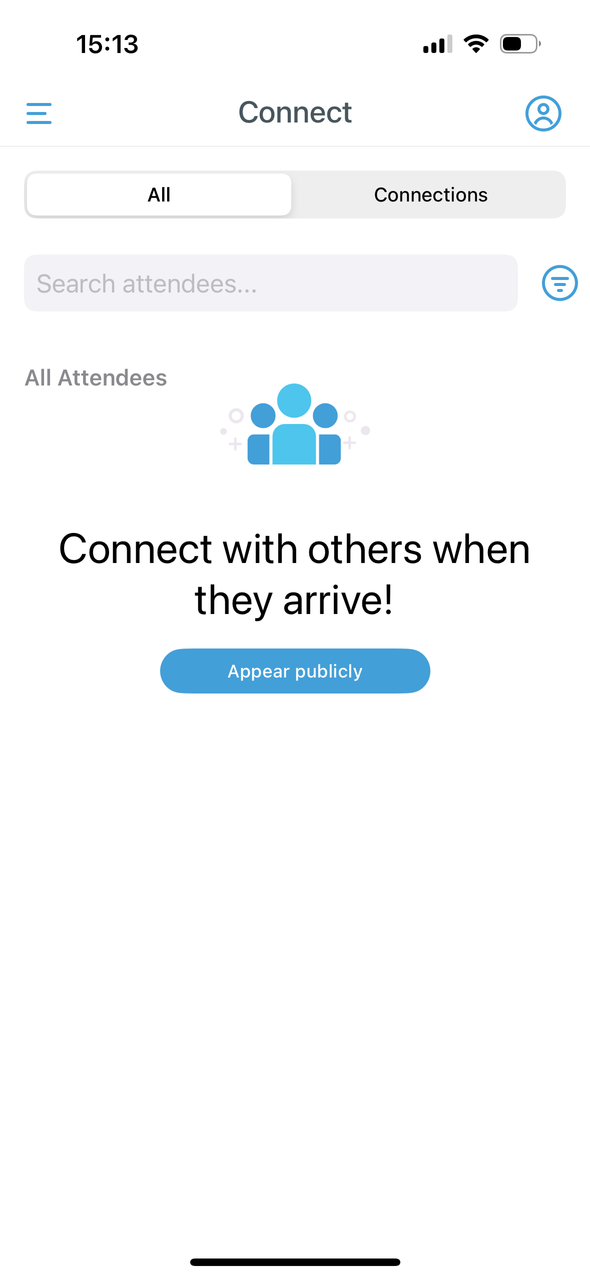 15:13
Connect
All
Connections
Search attendees...
All Attendees
Connect with others when
they arrive!
Appear publicly